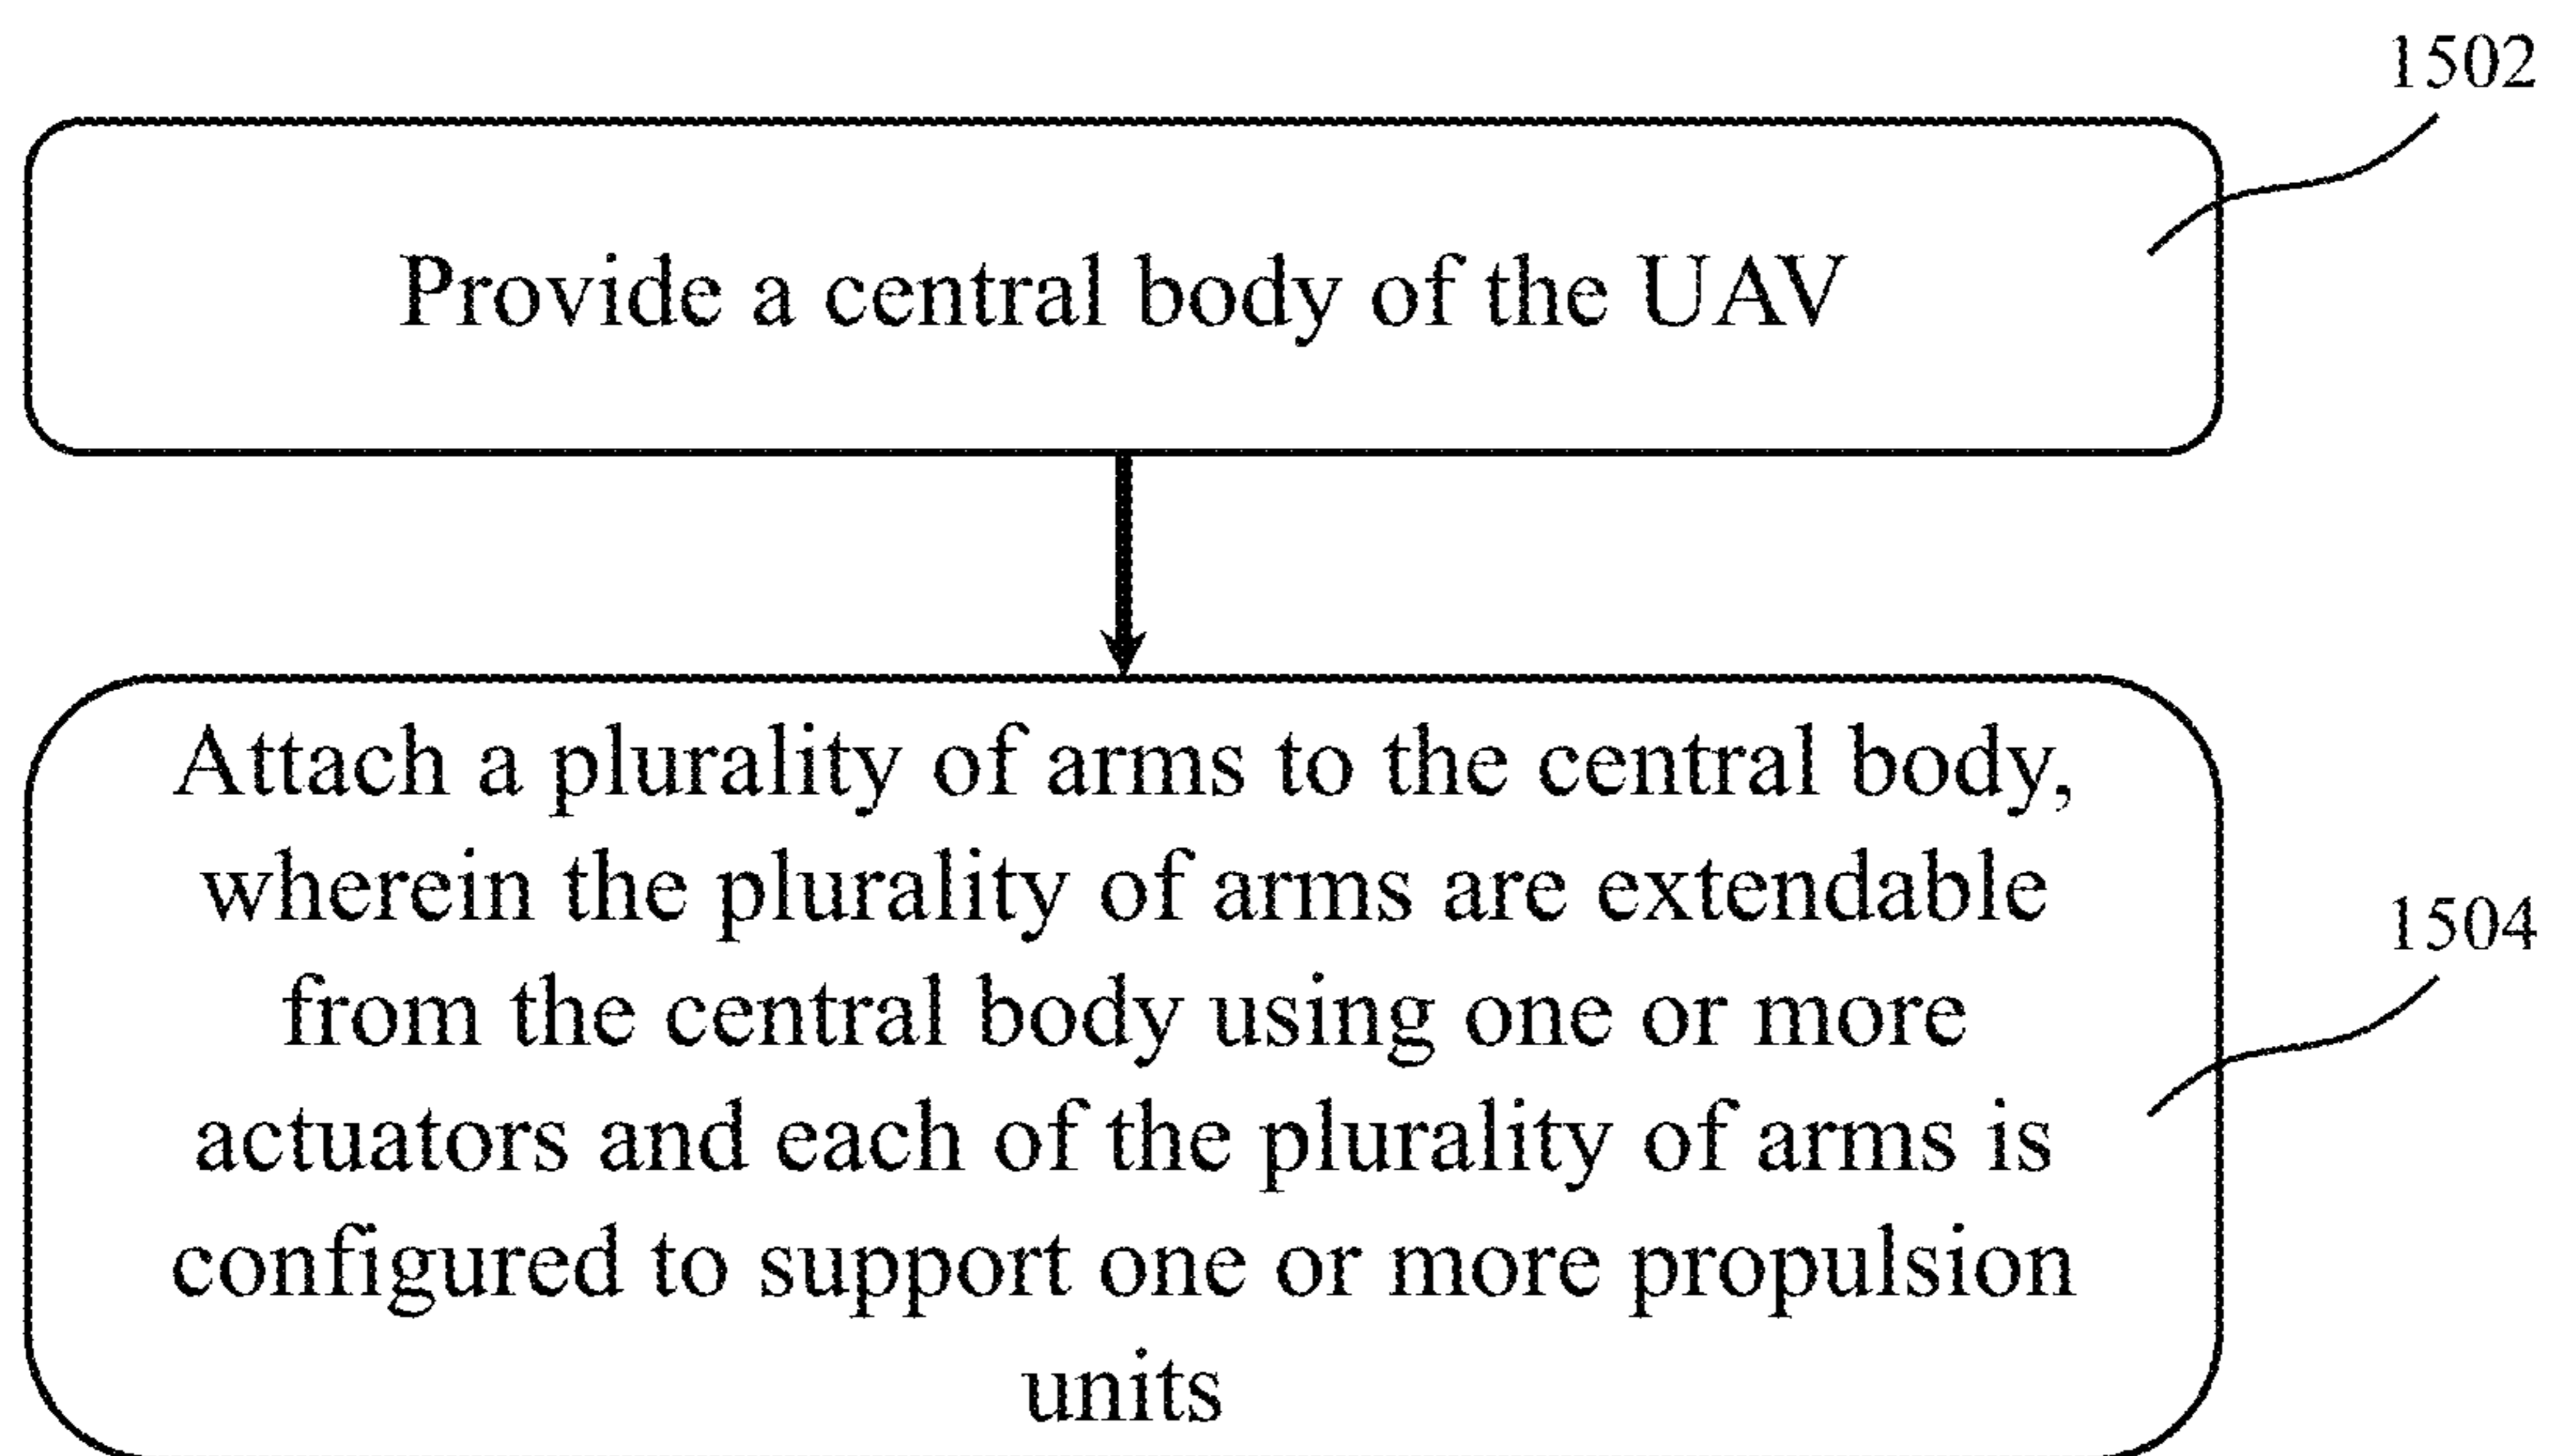 1502
Provide a central body of the UAV
Attach a plurality of arms to the central body,
wherein the plurality of arms are extendable
from the central body using one or more
actuators and each of the plurality of arms is
configured to support one or more propulsion
units
1504